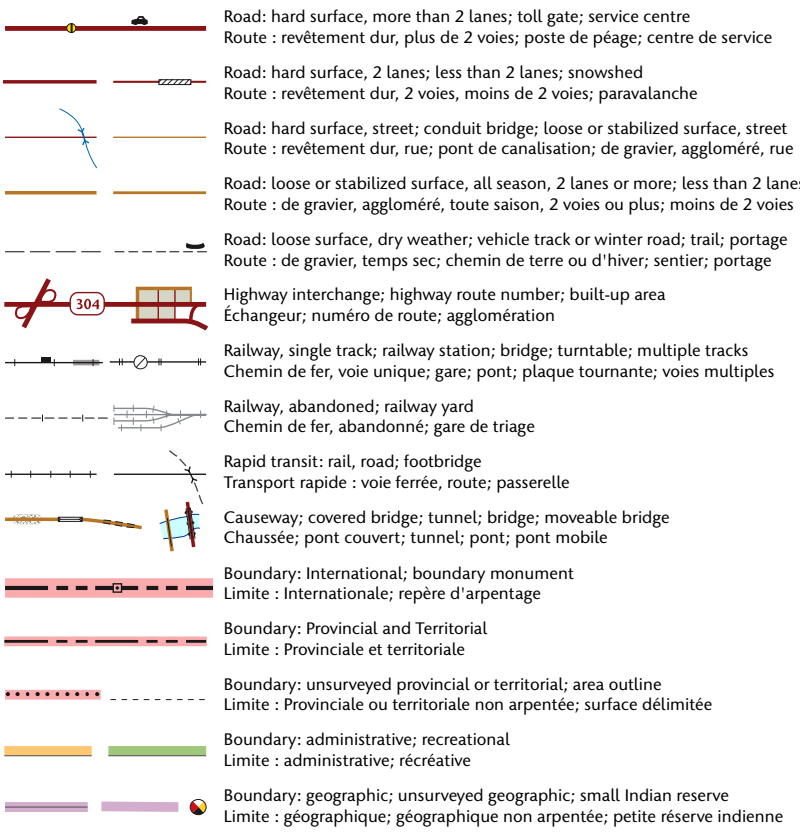 Road: hard surface, more than 2 lanes; toll gate; service centre
Route : revêtement dur, plus de 2 voies; poste de péage; centre de service
Road: hard surface, 2 lanes; less than 2 lanes; snowshed
Route : revêtement dur, 2 voies, moins de 2 voies; paravalanche
Road: hard surface, street; conduit bridge; loose or stabilized surface, street
Route : revêtement dur, rue; pont de canalisation; de gravier, aggloméré, rue
Road: loose or stabilized surface, all season, 2 lanes or more; less than 2 lanes
Route : de gravier, aggloméré, toute saison, 2 voies ou plus; moins de 2 voies
Road: loose surface, dry weather; vehicle track or winter road; trail; portage
Route : de gravier, temps sec; chemin de terre ou d'hiver; sentier; portage
304
Highway interchange; highway route number; built-up area
Échangeur; numéro de route; agglomération
Railway, single track; railway station; bridge; turntable; multiple tracks
Chemin de fer, voie unique; gare; pont; plaque tournante; voies multiples
Railway, abandoned; railway yard
Chemin de fer, abandonné; gare de triage
Rapid transit: rail, road; footbridge
Transport rapide : voie ferrée, route; passerelle
Causeway; covered bridge; tunnel; bridge; moveable bridge
Chaussée; pont couvert; tunnel; pont; pont mobile
Boundary: International; boundary monument
Limite : Internationale; repère d'arpentage
Boundary: Provincial and Territorial
Limite : Provinciale et territoriale
Boundary: unsurveyed provincial or territorial; area outline
Limite : Provinciale ou territoriale non arpentée; surface délimitée
Boundary: administrative; recreational
Limite : administrative; récréative
Boundary: geographic; unsurveyed geographic; small Indian reserve
Limite : géographique; géographique non arpentée; petite réserve indienne